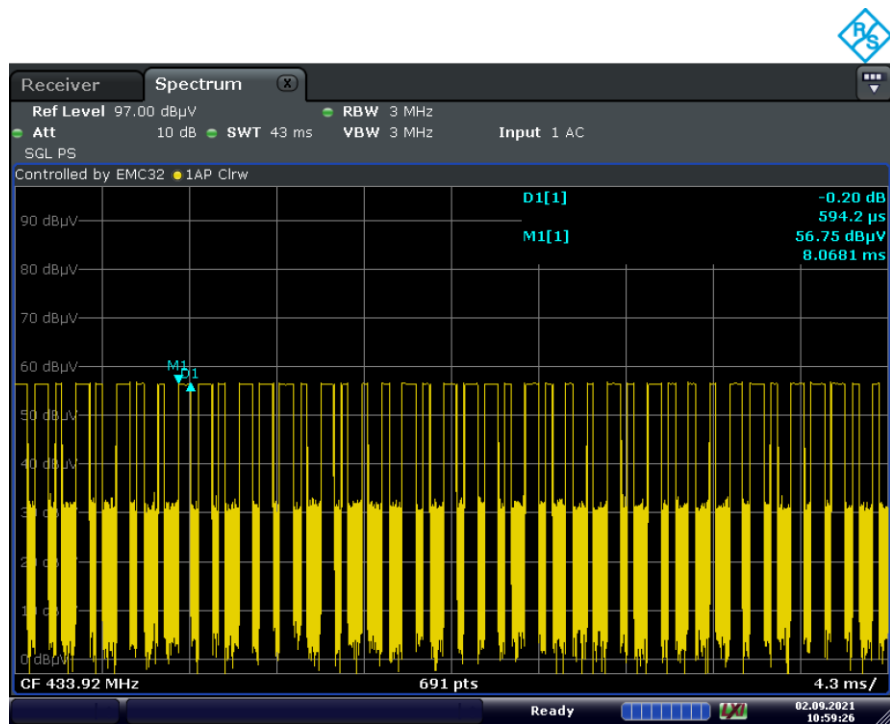 R&S
Receiver Spectrum X
Ref Level 97.00 dBµV RBW 3 MHz
Att 10 dB SWT 43 ms VBW 3 MHz Input 1 AC
SGL PS
Controlled by EMC32 1AP Clrw
D1[1] -0.20 dB
594.2 µs
90 dBµV
M1[1] 56.75 dBµV
8.0681 ms
80 dBµV
70 dBµV
60 dBµV
M1
D1
50 dBµV
40 dBµV
0 dBµV
CF 433.92 MHz 691 pts 4.3 ms/
Ready LXI 02.09.2021
10:59:26